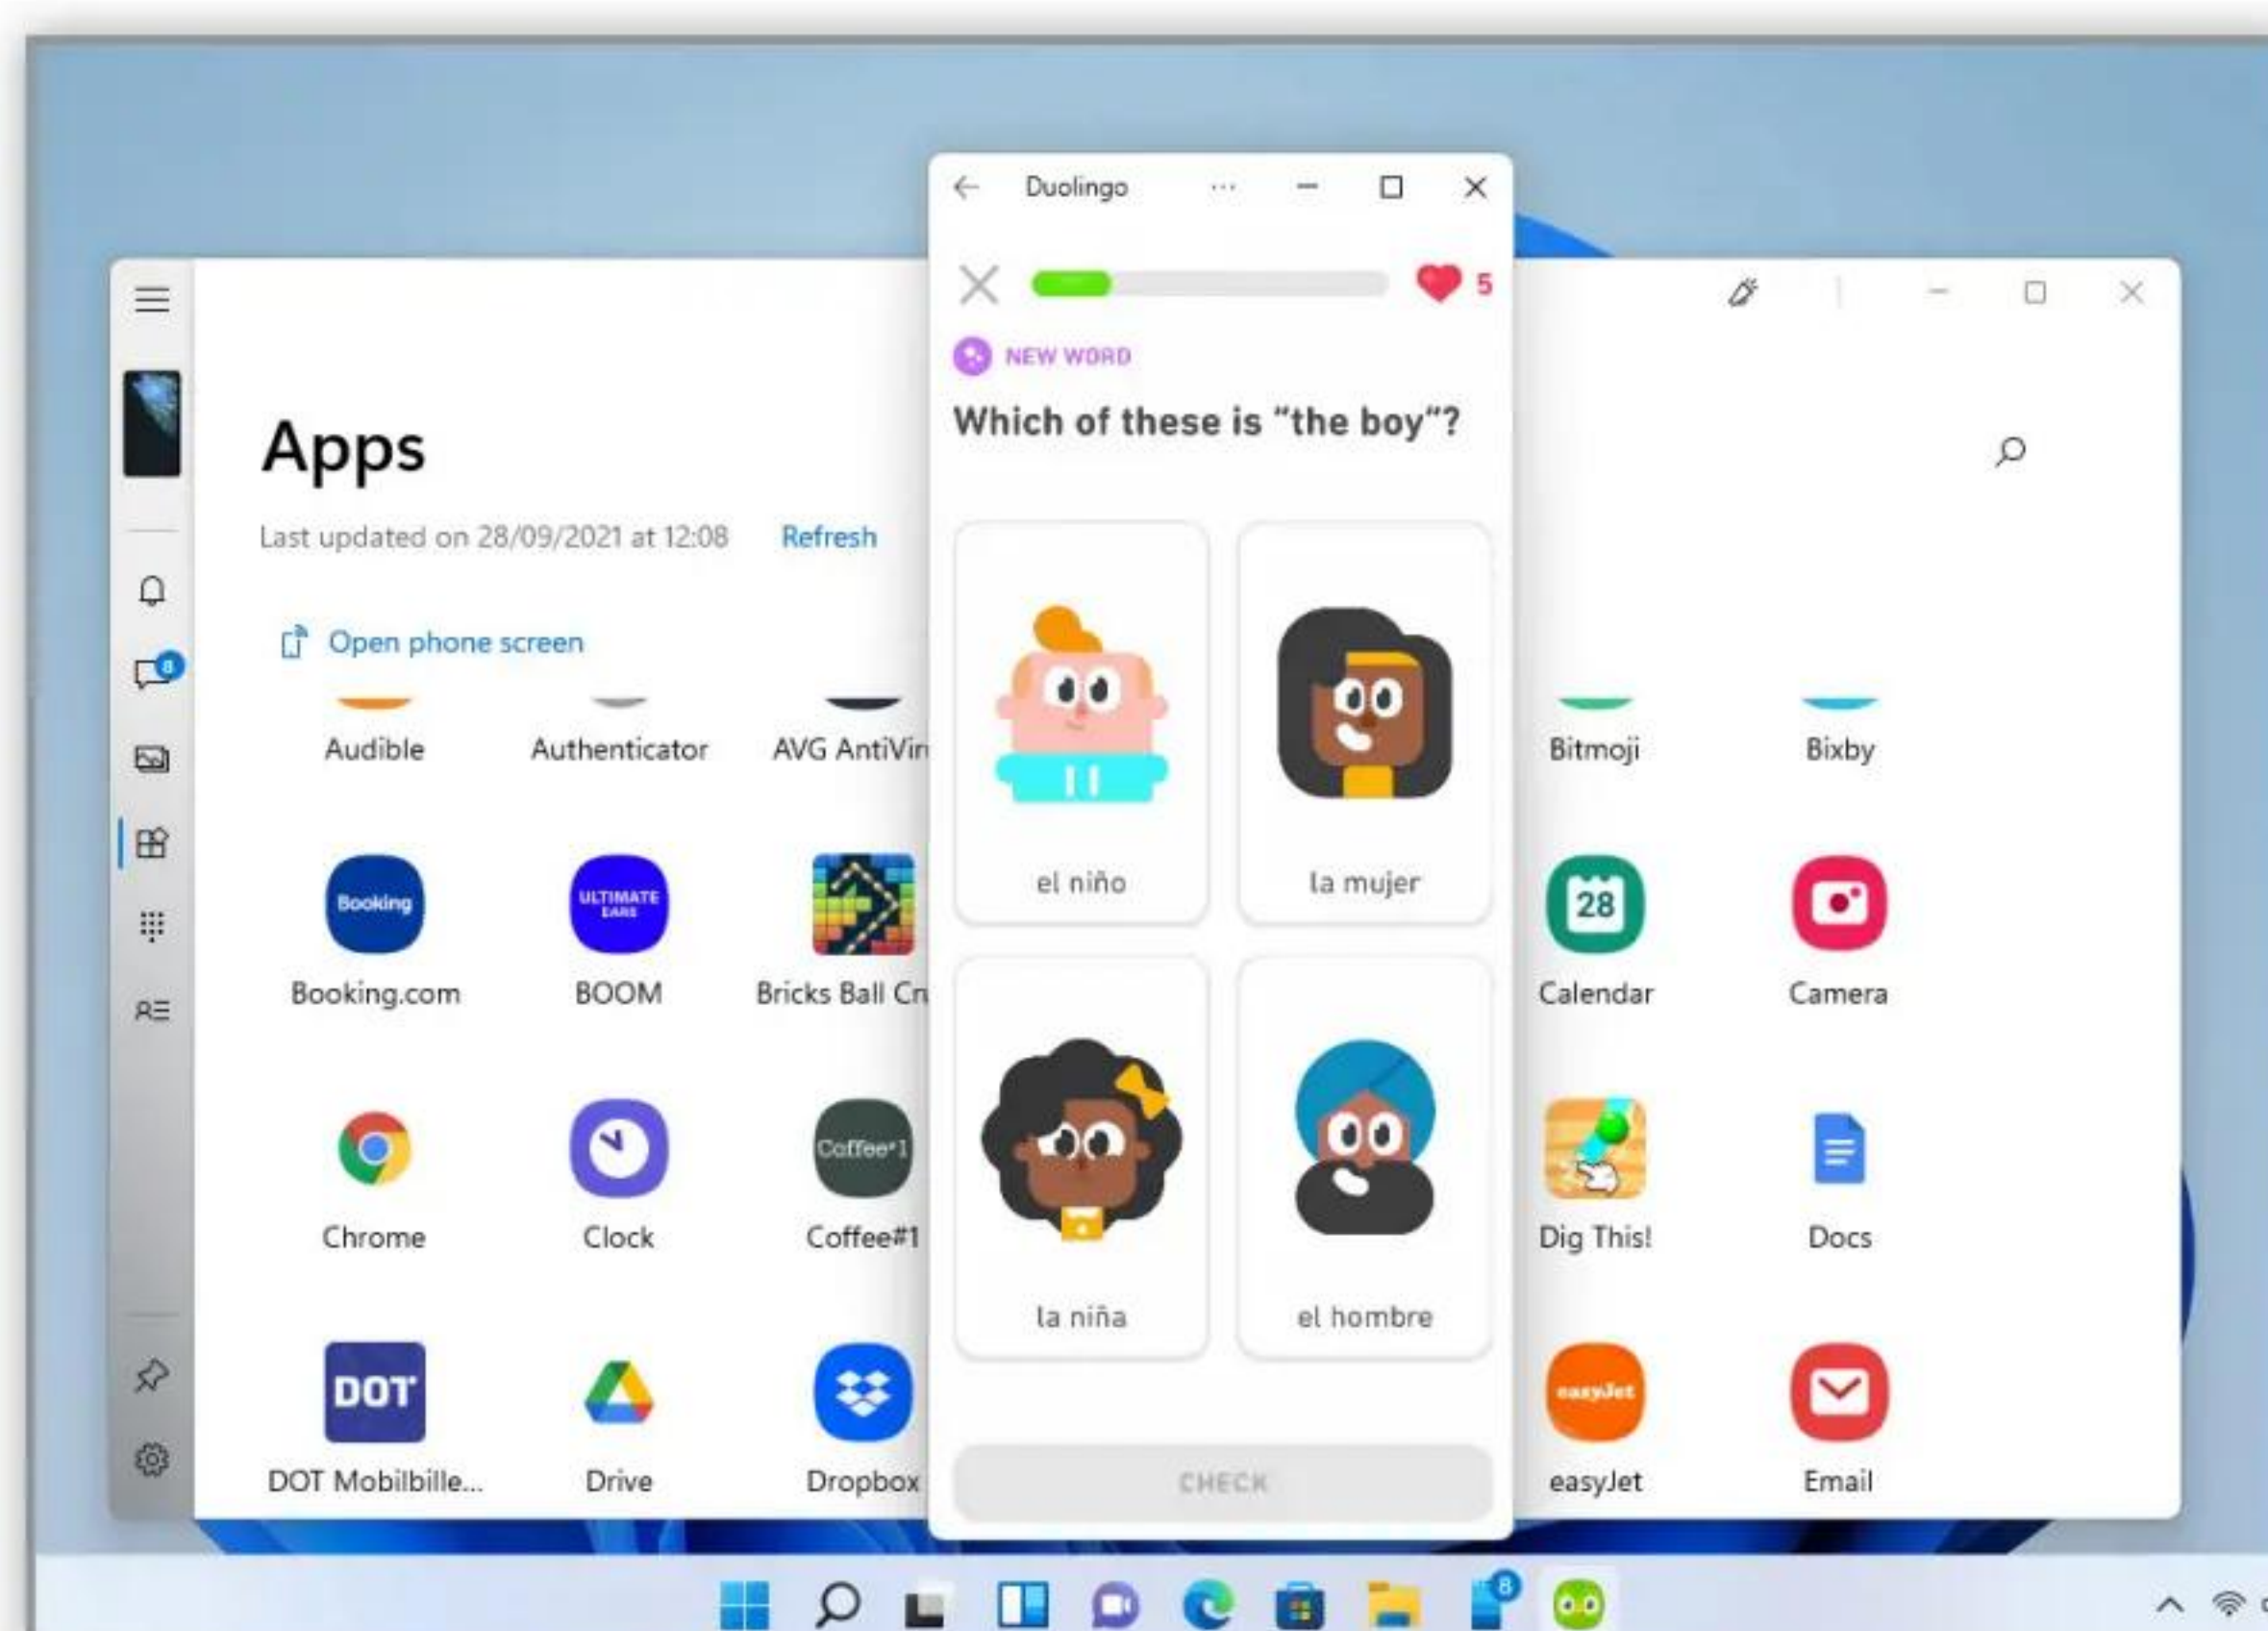 Duolingo
5
NEW WORD
Which of these is “the boy“?
el niño
la mujer
la niña
el hombre
CHECK
Apps
Last updated on 28/09/2021 at 12:08 Refresh
Open phone screen
8
Audible Authenticator AVG AntiVir Bitmoji Bixby
Booking ULTIMATE EARS 28
Booking.com BOOM Bricks Ball Cr Calendar Camera
Coffee#1
Chrome Clock Coffee#1 Dig This! Docs
DOT easyJet
DOT Mobilbille... Drive Dropbox easyJet Email
8